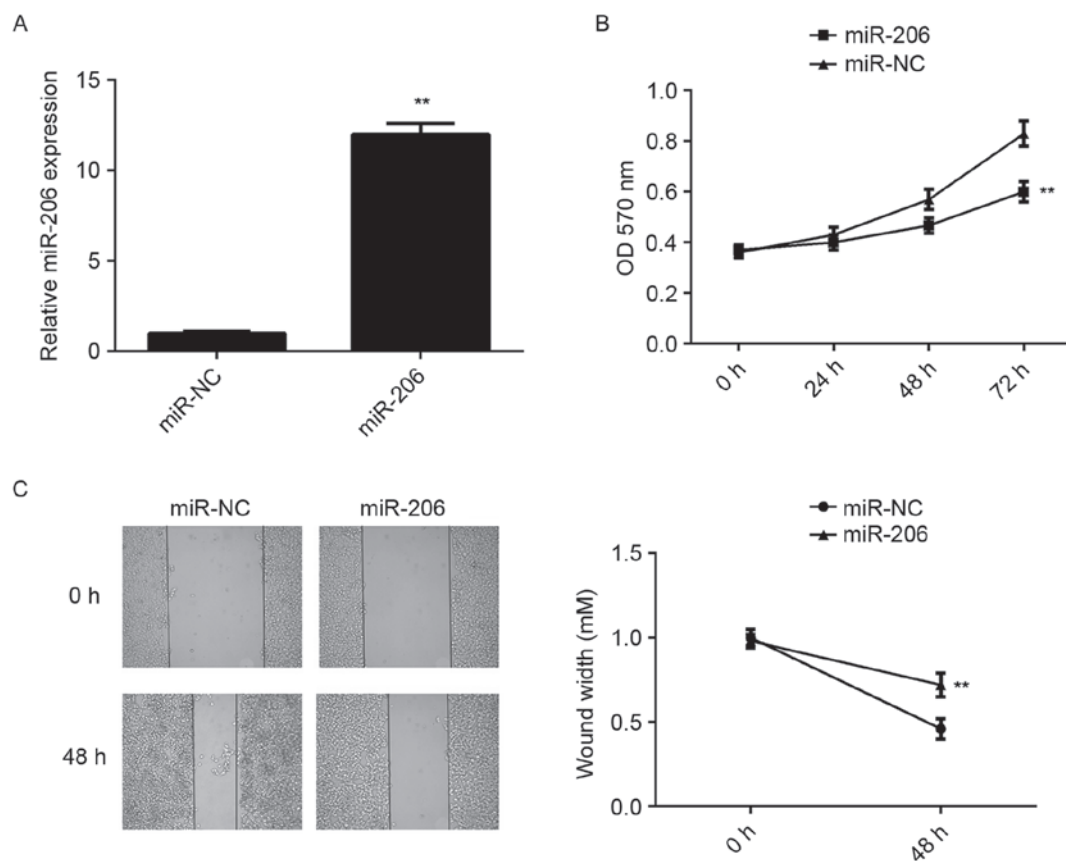 A
Relative miR-206 expression
15
10
5
0
**
miR-NC
miR-206
B
miR-206
miR-NC
OD 570 nm
1.0
0.8
0.6
0.4
0.2
0.0
**
0 h
24 h
48 h
72 h
C
miR-NC
miR-206
0 h
48 h
miR-NC
miR-206
Wound width (mM)
1.5
1.0
0.5
0.0
**
0 h
48 h